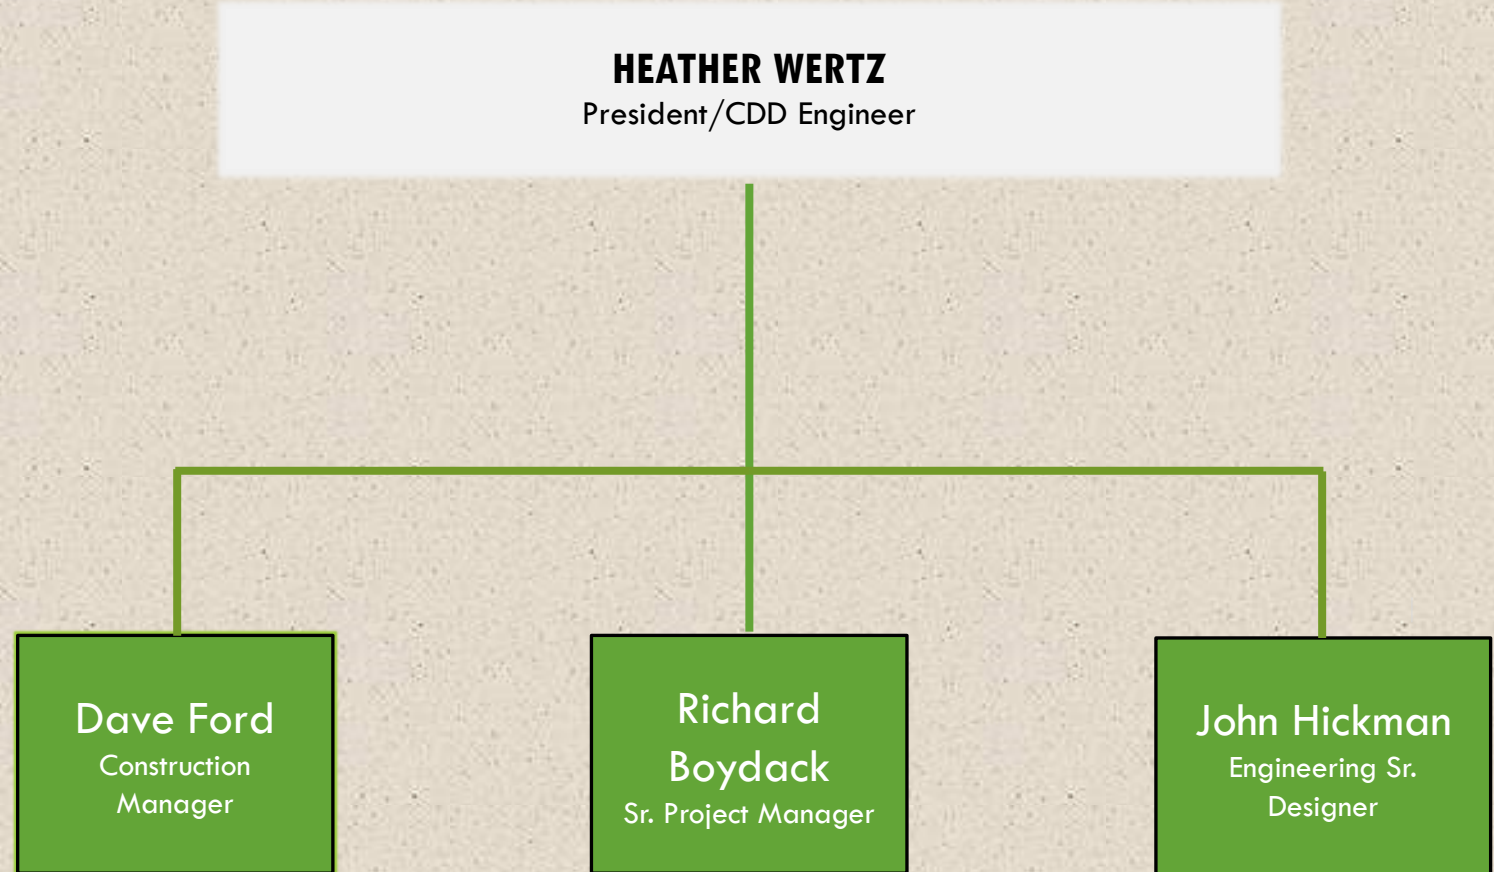 HEATHER WERTZ
President/CDD Engineer
Dave Ford
Construction
Manager
Richard
Boydack
Sr. Project Manager
John Hickman
Engineering Sr.
Designer